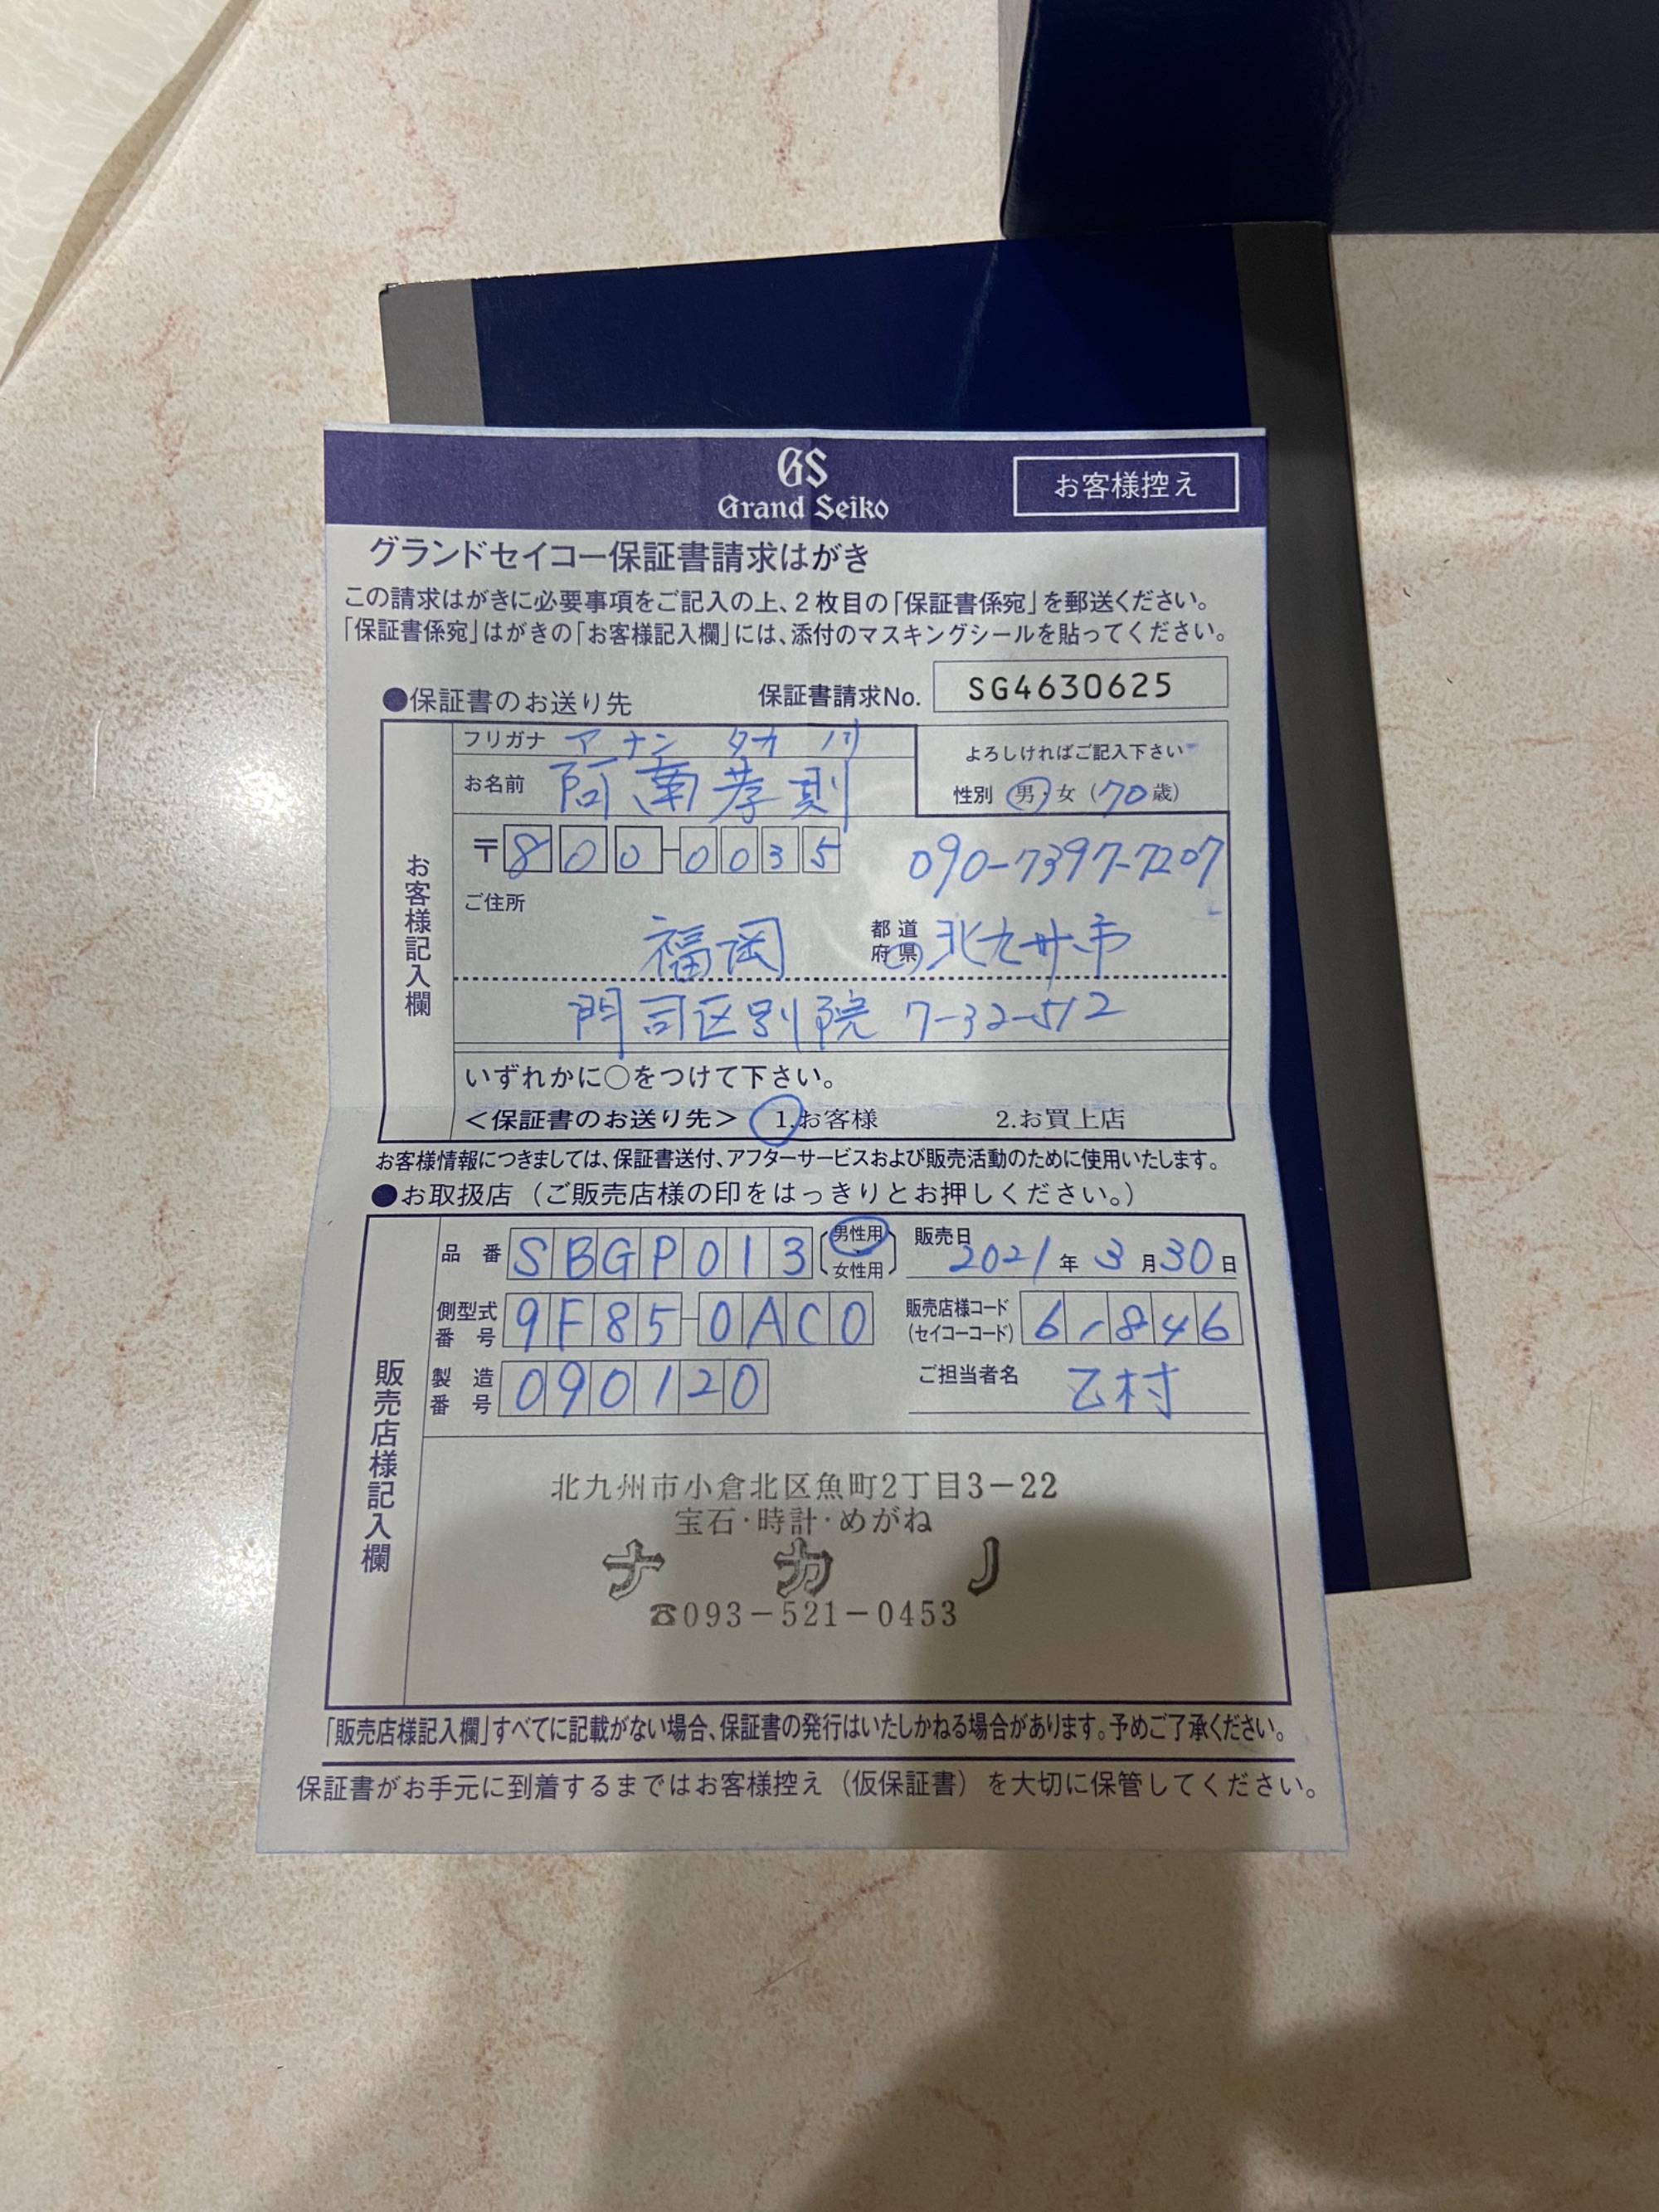 GS
Grand Seiko
お客様控え
グランドセイコー保証書請求はがき
この請求はがきに必要事項をご記入の上、2枚目の「保証書係宛」を郵送ください。
「保証書係宛」はがきの「お客様記入欄」には、添付のマスキングシールを貼ってください。
●保証書のお送り先 保証書請求No. SG4630625
お客様記入欄
フリガナ アナン タカノリ
お名前 阿南孝則
よろしければご記入下さい
性別 男・女(70歳)
〒800-0035 090-7397-7207
ご住所
福岡 都道府県 北九州市
門司区別院 7-32-512
いずれかに○をつけて下さい。
<保証書のお送り先> 1.お客様 2.お買上店
お客様情報につきましては、保証書送付、アフターサービスおよび販売活動のために使用いたします。
●お取扱店(ご販売店様の印をはっきりとお押しください。)
販売店様記入欄
品番 SBGP013 (男性用 女性用) 販売日 2021年3月30日
側型式番号 9F85-0AC0 販売店様コード(セイコーコード)
製造番号 090120 ご担当者名 乙村
北九州市小倉北区魚町2丁目3-22
宝石・時計・めがね
ナカノ
☎093-521-0453
「販売店様記入欄」すべてに記載がない場合、保証書の発行はいたしかねる場合があります。予めご了承ください。
保証書がお手元に到着するまではお客様控え(仮保証書)を大切に保管してください。